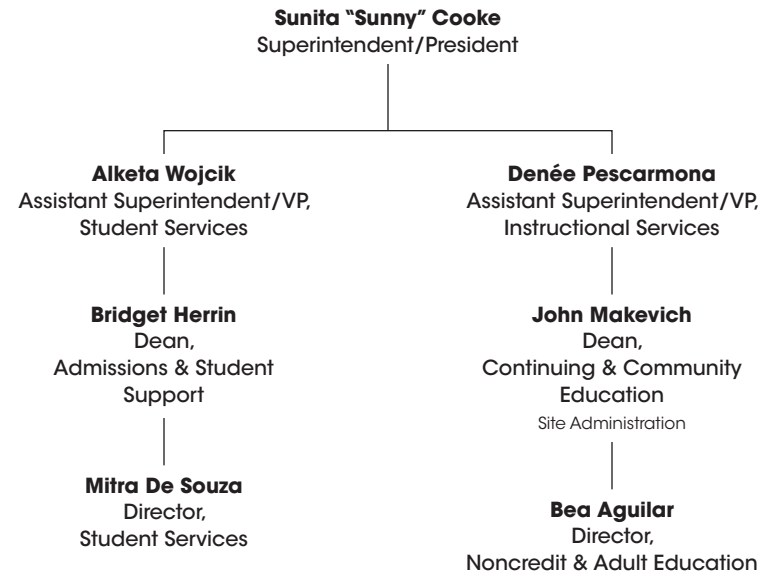 Sunita “Sunny” Cooke
Superintendent/President
Alketa Wojcik
Assistant Superintendent/VP,
Student Services
Denée Pescarmona
Assistant Superintendent/VP,
Instructional Services
Bridget Herrin
Dean,
Admissions & Student
Support
John Makevich
Dean,
Continuing & Community
Education
Site Administration
Mitra De Souza
Director,
Student Services
Bea Aguilar
Director,
Noncredit & Adult Education